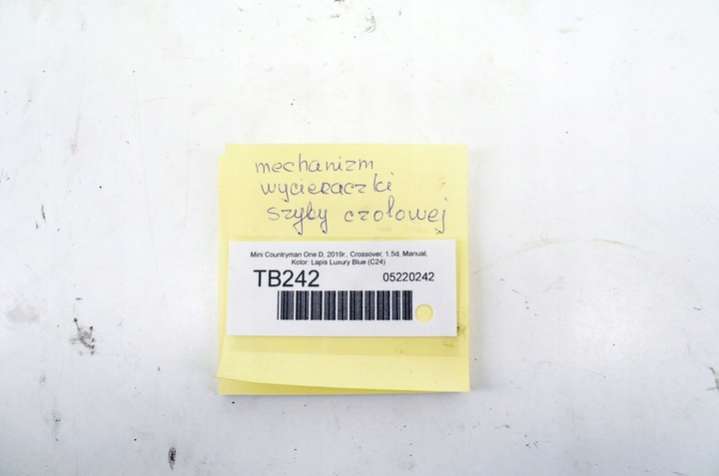 mechanizm
wycieraczki
szyby czołowej
Mini Countryman One D, 2019r., Crossover, 1.5d, Manual,
Kolor: Lapis Luxury Blue (C24)
TB242 05220242